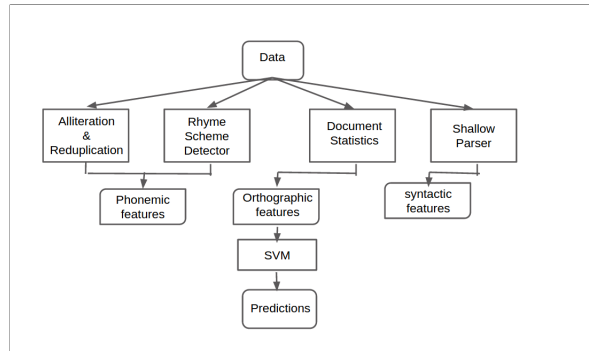 Data
Alliteration
&
Reduplication
Rhyme
Scheme
Detector
Document
Statistics
Shallow
Parser
Phonemic
features
Orthographic
features
syntactic
features
SVM
Predictions